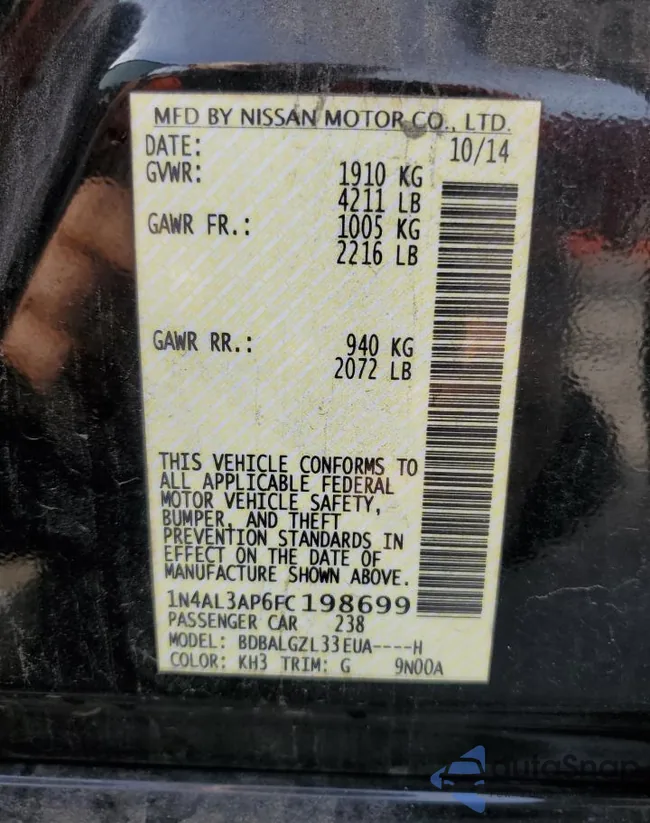 MFD BY NISSAN MOTOR CO., LTD.
DATE: 10/14
GVWR: 1910 KG
4211 LB
GAWR FR.: 1005 KG
2216 LB
GAWR RR.: 940 KG
2072 LB
THIS VEHICLE CONFORMS TO
ALL APPLICABLE FEDERAL
MOTOR VEHICLE SAFETY,
BUMPER, AND THEFT
PREVENTION STANDARDS IN
EFFECT ON THE DATE OF
MANUFACTURE SHOWN ABOVE.
1N4AL3AP6FC198699
PASSENGER CAR 238
MODEL: BDBALGZL33EUA----H
COLOR: KH3 TRIM: G 9N00A
autoSnap